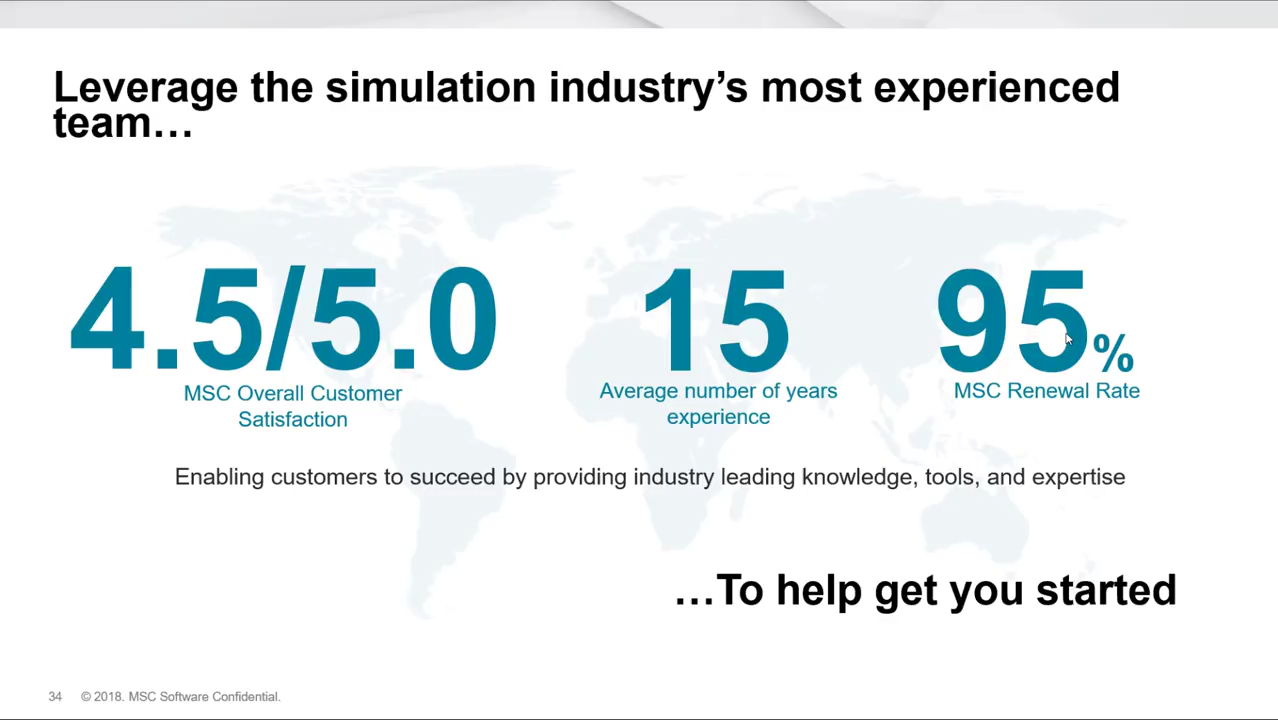 Leverage the simulation industry’s most experienced
team…
4.5/5.0
MSC Overall Customer
Satisfaction
15
Average number of years
experience
95%
MSC Renewal Rate
Enabling customers to succeed by providing industry leading knowledge, tools, and expertise
…To help get you started
34 © 2018. MSC Software Confidential.